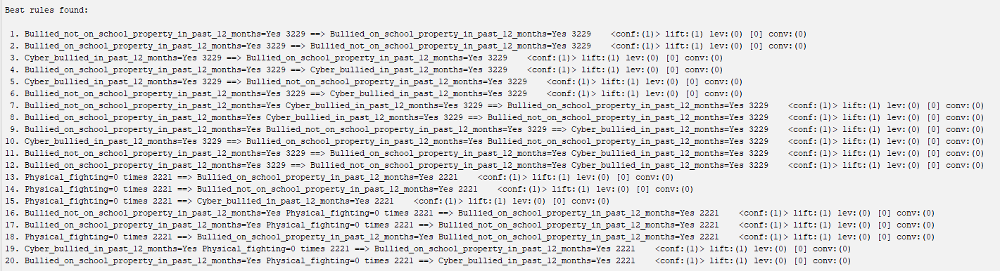 Best rules found:
1. Bullied_not_on_school_property_in_past_12_months=Yes 3229 ==> Bullied_on_school_property_in_past_12_months=Yes 3229 <conf:(1)> lift:(1) lev:(0) [0] conv:(0)
2. Bullied_on_school_property_in_past_12_months=Yes 3229 ==> Bullied_not_on_school_property_in_past_12_months=Yes 3229 <conf:(1)> lift:(1) lev:(0) [0] conv:(0)
3. Cyber_bullied_in_past_12_months=Yes 3229 ==> Bullied_on_school_property_in_past_12_months=Yes 3229 <conf:(1)> lift:(1) lev:(0) [0] conv:(0)
4. Bullied_on_school_property_in_past_12_months=Yes 3229 ==> Cyber_bullied_in_past_12_months=Yes 3229 <conf:(1)> lift:(1) lev:(0) [0] conv:(0)
5. Cyber_bullied_in_past_12_months=Yes 3229 ==> Bullied_not_on_school_property_in_past_12_months=Yes 3229 <conf:(1)> lift:(1) lev:(0) [0] conv:(0)
6. Bullied_not_on_school_property_in_past_12_months=Yes 3229 ==> Cyber_bullied_in_past_12_months=Yes 3229 <conf:(1)> lift:(1) lev:(0) [0] conv:(0)
7. Bullied_not_on_school_property_in_past_12_months=Yes Cyber_bullied_in_past_12_months=Yes 3229 ==> Bullied_on_school_property_in_past_12_months=Yes 3229 <conf:(1)> lift:(1) lev:(0) [0] conv:(0)
8. Bullied_on_school_property_in_past_12_months=Yes Cyber_bullied_in_past_12_months=Yes 3229 ==> Bullied_not_on_school_property_in_past_12_months=Yes 3229 <conf:(1)> lift:(1) lev:(0) [0] conv:(0)
9. Bullied_on_school_property_in_past_12_months=Yes Bullied_not_on_school_property_in_past_12_months=Yes 3229 ==> Cyber_bullied_in_past_12_months=Yes 3229 <conf:(1)> lift:(1) lev:(0) [0] conv:(0)
10. Cyber_bullied_in_past_12_months=Yes 3229 ==> Bullied_on_school_property_in_past_12_months=Yes Bullied_not_on_school_property_in_past_12_months=Yes 3229 <conf:(1)> lift:(1) lev:(0) [0] conv:(0)
11. Bullied_not_on_school_property_in_past_12_months=Yes 3229 ==> Bullied_on_school_property_in_past_12_months=Yes Cyber_bullied_in_past_12_months=Yes 3229 <conf:(1)> lift:(1) lev:(0) [0] conv:(0)
12. Bullied_on_school_property_in_past_12_months=Yes 3229 ==> Bullied_not_on_school_property_in_past_12_months=Yes Cyber_bullied_in_past_12_months=Yes 3229 <conf:(1)> lift:(1) lev:(0) [0] conv:(0)
13. Physical_fighting=0 times 2221 ==> Bullied_on_school_property_in_past_12_months=Yes 2221 <conf:(1)> lift:(1) lev:(0) [0] conv:(0)
14. Physical_fighting=0 times 2221 ==> Bullied_not_on_school_property_in_past_12_months=Yes 2221 <conf:(1)> lift:(1) lev:(0) [0] conv:(0)
15. Physical_fighting=0 times 2221 ==> Cyber_bullied_in_past_12_months=Yes 2221 <conf:(1)> lift:(1) lev:(0) [0] conv:(0)
16. Bullied_not_on_school_property_in_past_12_months=Yes Physical_fighting=0 times 2221 ==> Bullied_on_school_property_in_past_12_months=Yes 2221 <conf:(1)> lift:(1) lev:(0) [0] conv:(0)
17. Bullied_on_school_property_in_past_12_months=Yes Physical_fighting=0 times 2221 ==> Bullied_not_on_school_property_in_past_12_months=Yes 2221 <conf:(1)> lift:(1) lev:(0) [0] conv:(0)
18. Physical_fighting=0 times 2221 ==> Bullied_on_school_property_in_past_12_months=Yes Bullied_not_on_school_property_in_past_12_months=Yes 2221 <conf:(1)> lift:(1) lev:(0) [0] conv:(0)
19. Cyber_bullied_in_past_12_months=Yes Physical_fighting=0 times 2221 ==> Bullied_on_school_property_in_past_12_months=Yes 2221 <conf:(1)> lift:(1) lev:(0) [0] conv:(0)
20. Bullied_on_school_property_in_past_12_months=Yes Physical_fighting=0 times 2221 ==> Cyber_bullied_in_past_12_months=Yes 2221 <conf:(1)> lift:(1) lev:(0) [0] conv:(0)